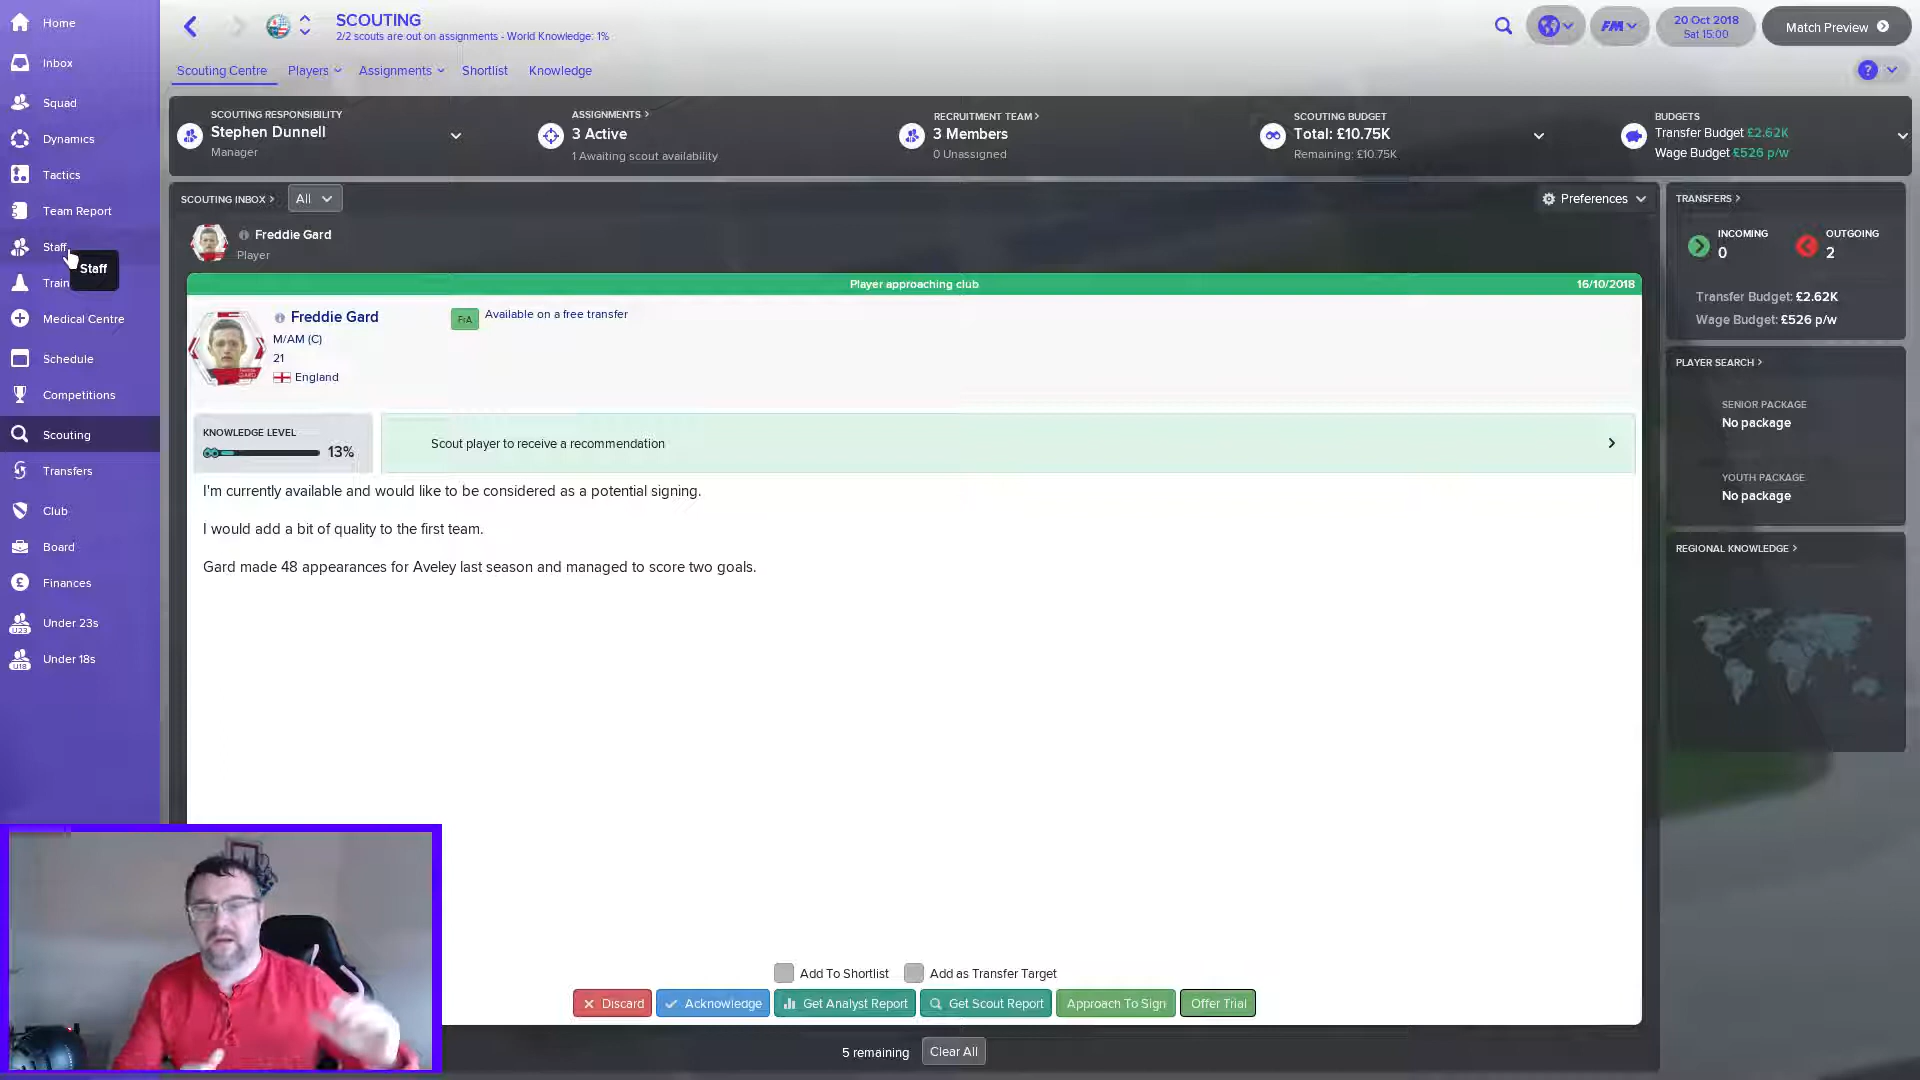 Home
Inbox
Squad
Dynamics
Tactics
Team Report
Staff
Staff
Train
Medical Centre
Schedule
Competitions
Scouting
Transfers
Club
Board
Finances
Under 23s
Under 18s
SCOUTING
2/2 scouts are out on assignments - World Knowledge: 1%
FM
20 Oct 2018
Sat 15:00
Match Preview
Scouting Centre
Players
Assignments
Shortlist
Knowledge
?
SCOUTING RESPONSIBILITY
Stephen Dunnell
Manager
ASSIGNMENTS >
3 Active
1 Awaiting scout availability
RECRUITMENT TEAM >
3 Members
0 Unassigned
SCOUTING BUDGET
Total: £10.75K
Remaining: £10.75K
BUDGETS
Transfer Budget £2.62K
Wage Budget £526 p/w
SCOUTING INBOX >
All
Preferences
Freddie Gard
Player
Player approaching club
16/10/2018
Freddie Gard
M/AM (C)
21
England
FrA
Available on a free transfer
KNOWLEDGE LEVEL
13%
Scout player to receive a recommendation
I'm currently available and would like to be considered as a potential signing.
I would add a bit of quality to the first team.
Gard made 48 appearances for Aveley last season and managed to score two goals.
Add To Shortlist
Add as Transfer Target
Discard
Acknowledge
Get Analyst Report
Get Scout Report
Approach To Sign
Offer Trial
5 remaining
Clear All
TRANSFERS >
INCOMING
0
OUTGOING
2
Transfer Budget: £2.62K
Wage Budget: £526 p/w
PLAYER SEARCH >
SENIOR PACKAGE
No package
YOUTH PACKAGE
No package
REGIONAL KNOWLEDGE >